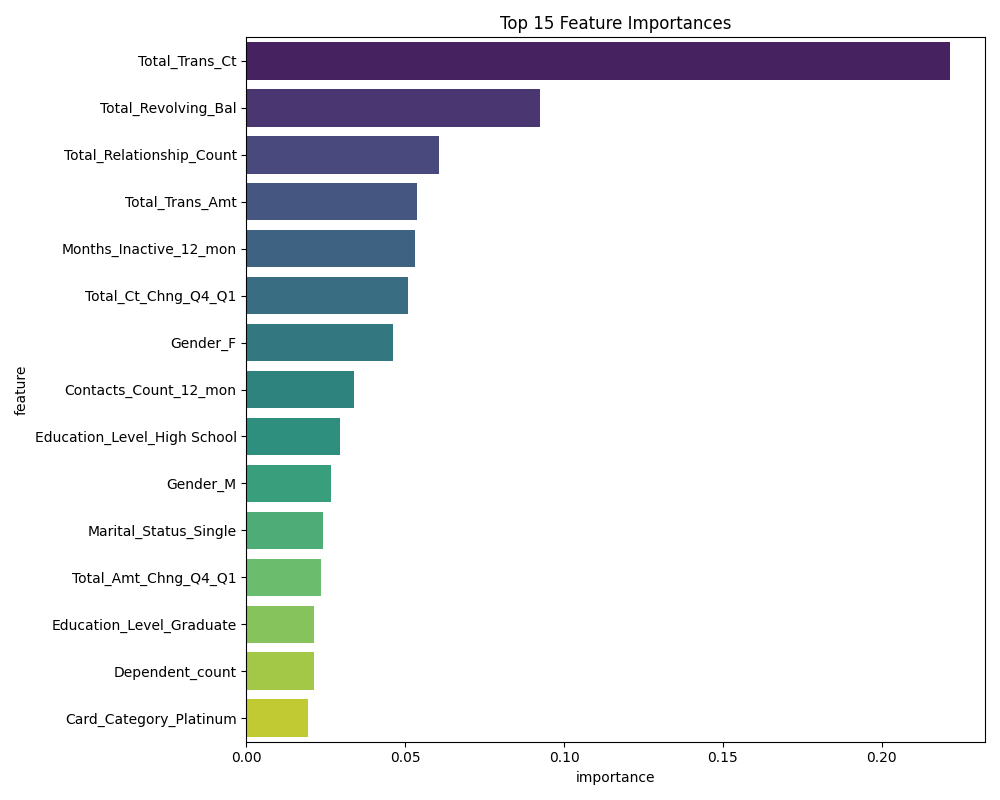 Top 15 Feature Importances
Total_Trans_Ct
Total_Revolving_Bal
Total_Relationship_Count
Total_Trans_Amt
Months_Inactive_12_mon
Total_Ct_Chng_Q4_Q1
Gender_F
Contacts_Count_12_mon
Education_Level_High School
Gender_M
Marital_Status_Single
Total_Amt_Chng_Q4_Q1
Education_Level_Graduate
Dependent_count
Card_Category_Platinum
feature
0.00 0.05 0.10 0.15 0.20
importance